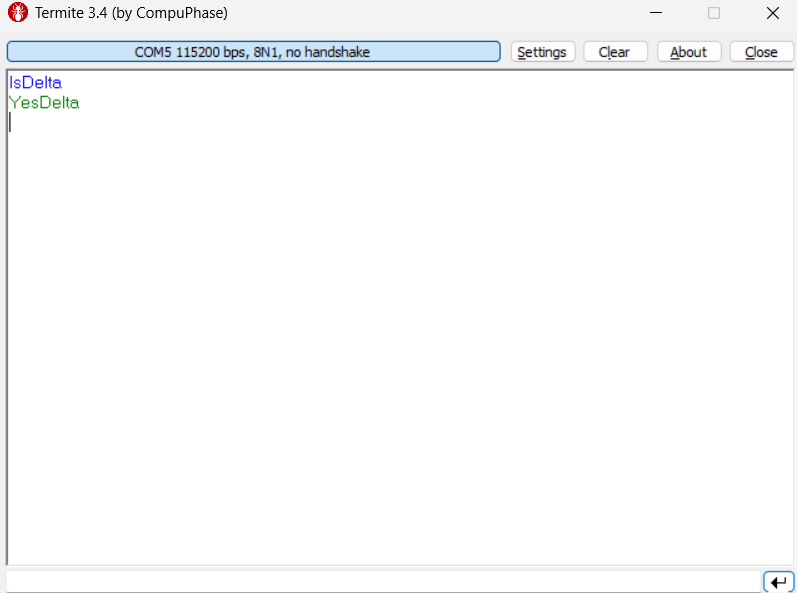 Termite 3.4 (by CompuPhase)
COM5 115200 bps, 8N1, no handshake Settings Clear About Close
IsDelta
YesDelta